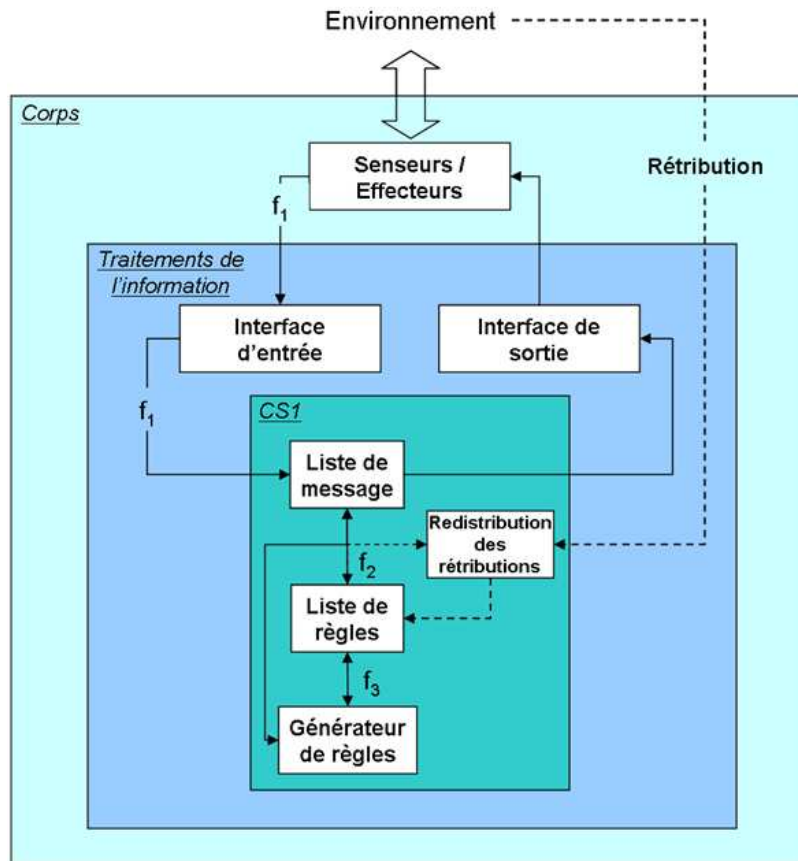 Environnement
Corps
Senseurs /
Effecteurs
Rétribution
f1
Traitements de
l'information
Interface
d'entrée
Interface de
sortie
f1
CS1
Liste de
message
Redistribution
des
rétributions
f2
Liste de
règles
f3
Générateur
de règles